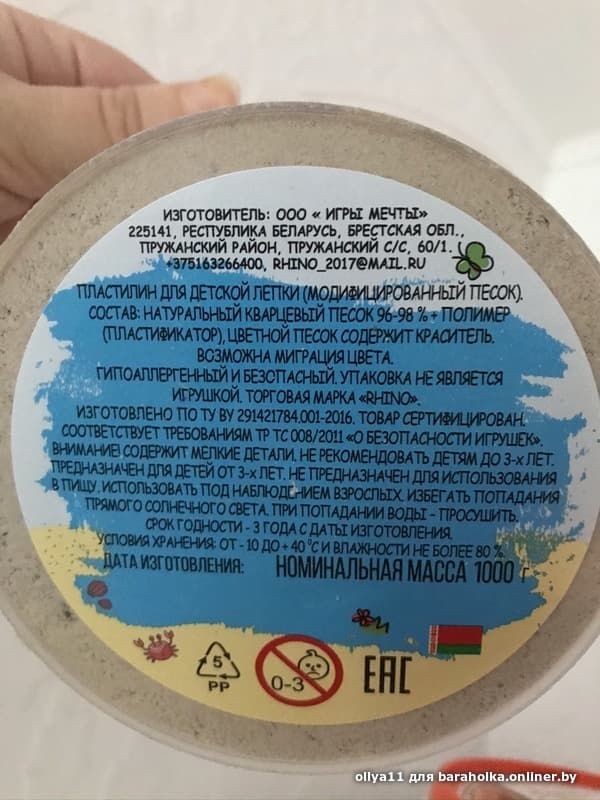 ИЗГОТОВИТЕЛЬ: ООО « ИГРЫ МЕЧТЫ»
225141, РЕСПУБЛИКА БЕЛАРУСЬ, БРЕСТСКАЯ ОБЛ.,
ПРУЖАНСКИЙ РАЙОН, ПРУЖАНСКИЙ С/С, 60/1.
+375163266400, RHINO_2017@MAIL.RU
ПЛАСТИЛИН ДЛЯ ДЕТСКОЙ ЛЕПКИ (МОДИФИЦИРОВАННЫЙ ПЕСОК).
СОСТАВ: НАТУРАЛЬНЫЙ КВАРЦЕВЫЙ ПЕСОК 96-98 % + ПОЛИМЕР
(ПЛАСТИФИКАТОР), ЦВЕТНОЙ ПЕСОК СОДЕРЖИТ КРАСИТЕЛЬ.
ВОЗМОЖНА МИГРАЦИЯ ЦВЕТА.
ГИПОАЛЛЕРГЕННЫЙ И БЕЗОПАСНЫЙ. УПАКОВКА НЕ ЯВЛЯЕТСЯ
ИГРУШКОЙ. ТОРГОВАЯ МАРКА «RHINO».
ИЗГОТОВЛЕНО ПО ТУ BY 291421784.001-2016. ТОВАР СЕРТИФИЦИРОВАН.
СООТВЕТСТВУЕТ ТРЕБОВАНИЯМ ТР ТС 008/2011 «О БЕЗОПАСНОСТИ ИГРУШЕК».
ВНИМАНИЕ! СОДЕРЖИТ МЕЛКИЕ ДЕТАЛИ. НЕ РЕКОМЕНДОВАТЬ ДЕТЯМ ДО 3-х ЛЕТ.
ПРЕДНАЗНАЧЕН ДЛЯ ДЕТЕЙ ОТ 3-х ЛЕТ. НЕ ПРЕДНАЗНАЧЕН ДЛЯ ИСПОЛЬЗОВАНИЯ
В ПИЩУ. ИСПОЛЬЗОВАТЬ ПОД НАБЛЮДЕНИЕМ ВЗРОСЛЫХ. ИЗБЕГАТЬ ПОПАДАНИЯ
ПРЯМОГО СОЛНЕЧНОГО СВЕТА. ПРИ ПОПАДАНИИ ВОДЫ - ПРОСУШИТЬ.
СРОК ГОДНОСТИ - 3 ГОДА С ДАТЫ ИЗГОТОВЛЕНИЯ.
УСЛОВИЯ ХРАНЕНИЯ: ОТ - 10 ДО + 40 °С И ВЛАЖНОСТИ НЕ БОЛЕЕ 80 %
ДАТА ИЗГОТОВЛЕНИЯ: НОМИНАЛЬНАЯ МАССА 1000 г
5
PP
0-3
EAC
ollya11 для baraholka.onliner.by